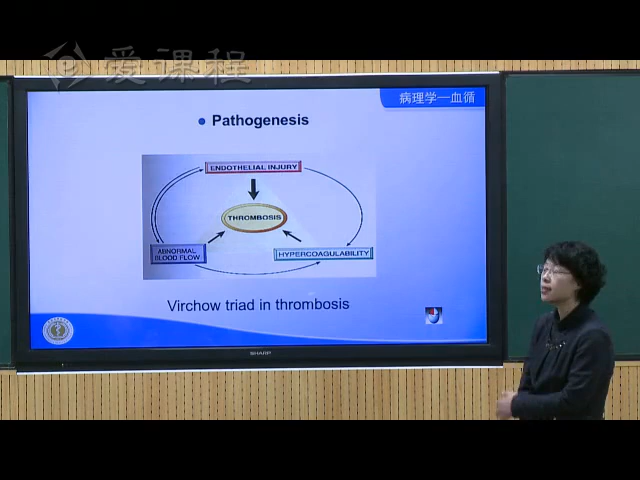 爱课程
病理学—血循
Pathogenesis
ENDOTHELIAL INJURY
THROMBOSIS
ABNORMAL
BLOOD FLOW
HYPERCOAGULABILITY
Virchow triad in thrombosis
SHARP